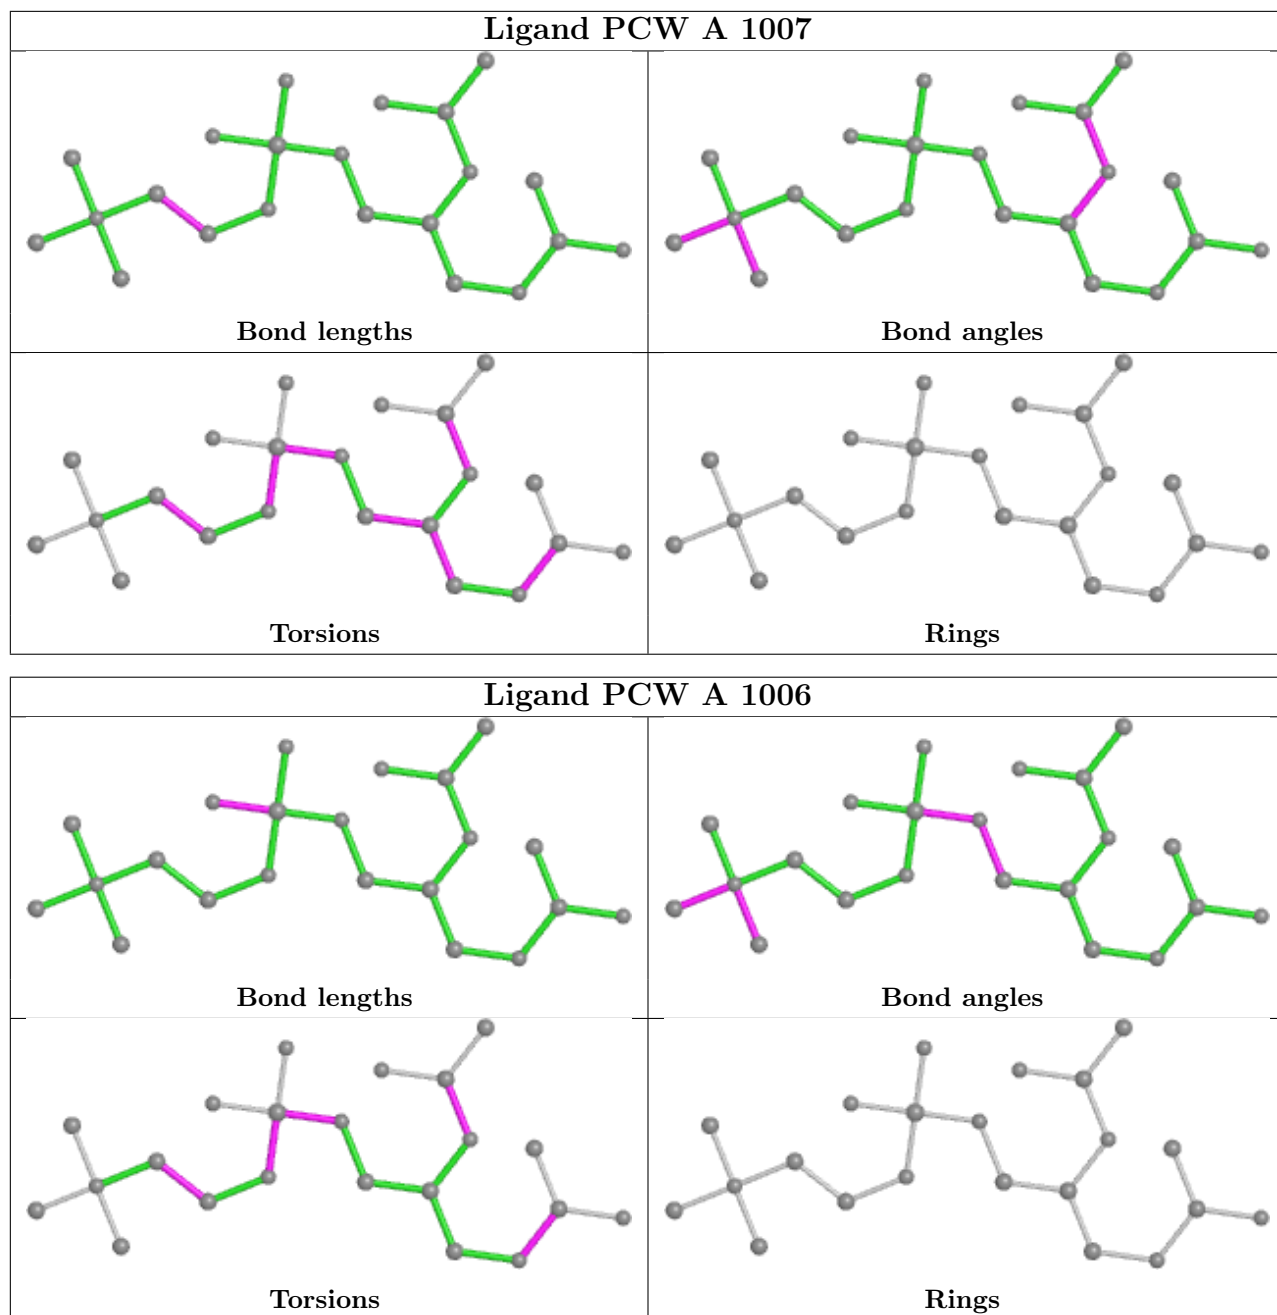 Ligand PCW A 1007
Bond lengths
Bond angles
Torsions
Rings
Ligand PCW A 1006
Bond lengths
Bond angles
Torsions
Rings